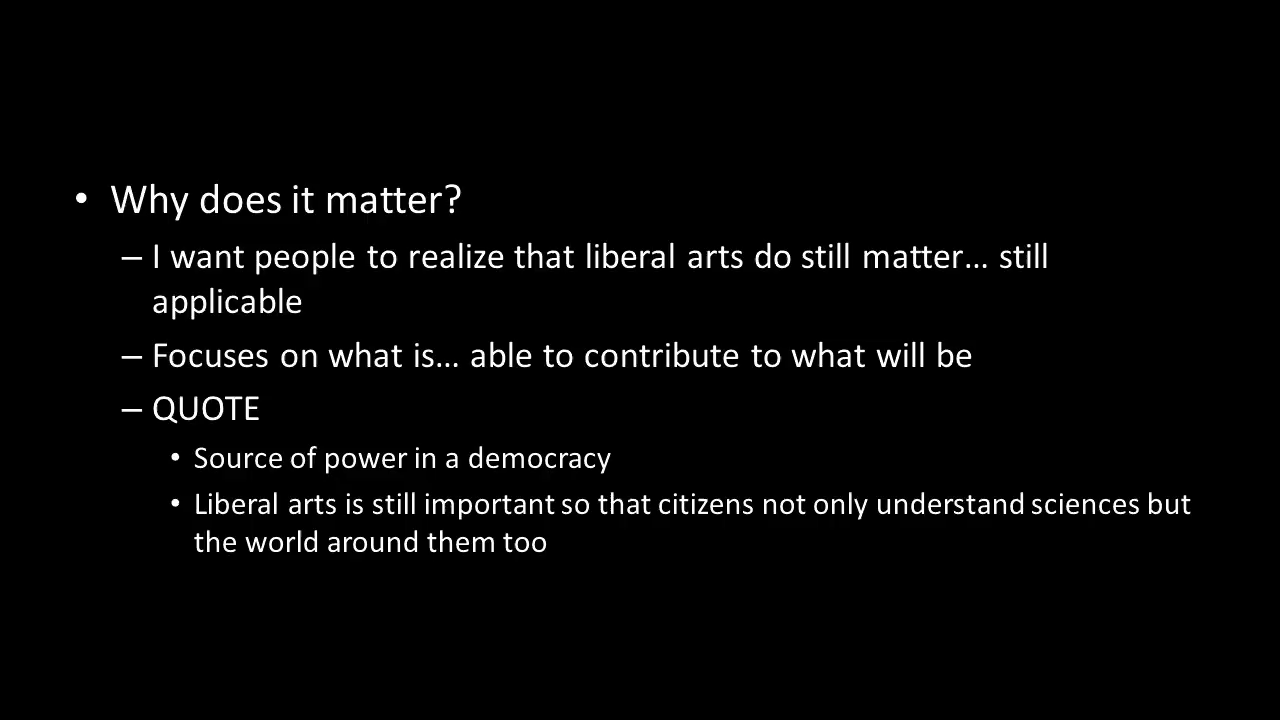 • Why does it matter?
– I want people to realize that liberal arts do still matter... still
applicable
– Focuses on what is... able to contribute to what will be
– QUOTE
• Source of power in a democracy
• Liberal arts is still important so that citizens not only understand sciences but
the world around them too